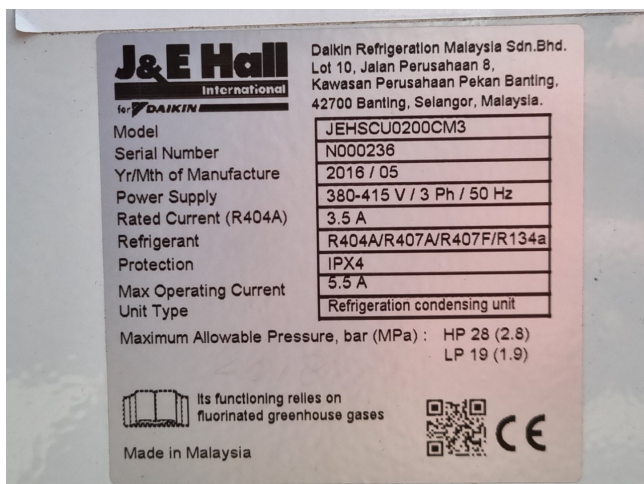 J&E Hall
International
for DAIKIN
Daikin Refrigeration Malaysia Sdn.Bhd.
Lot 10, Jalan Perusahaan 8,
Kawasan Perusahaan Pekan Banting,
42700 Banting, Selangor, Malaysia.
Model JEHSCU0200CM3
Serial Number N000236
Yr/Mth of Manufacture 2016 / 05
Power Supply 380-415 V / 3 Ph / 50 Hz
Rated Current (R404A) 3.5 A
Refrigerant R404A/R407A/R407F/R134a
Protection IPX4
Max Operating Current 5.5 A
Unit Type Refrigeration condensing unit
Maximum Allowable Pressure, bar (MPa) : HP 28 (2.8)
LP 19 (1.9)
Its functioning relies on
fluorinated greenhouse gases
CE
Made in Malaysia